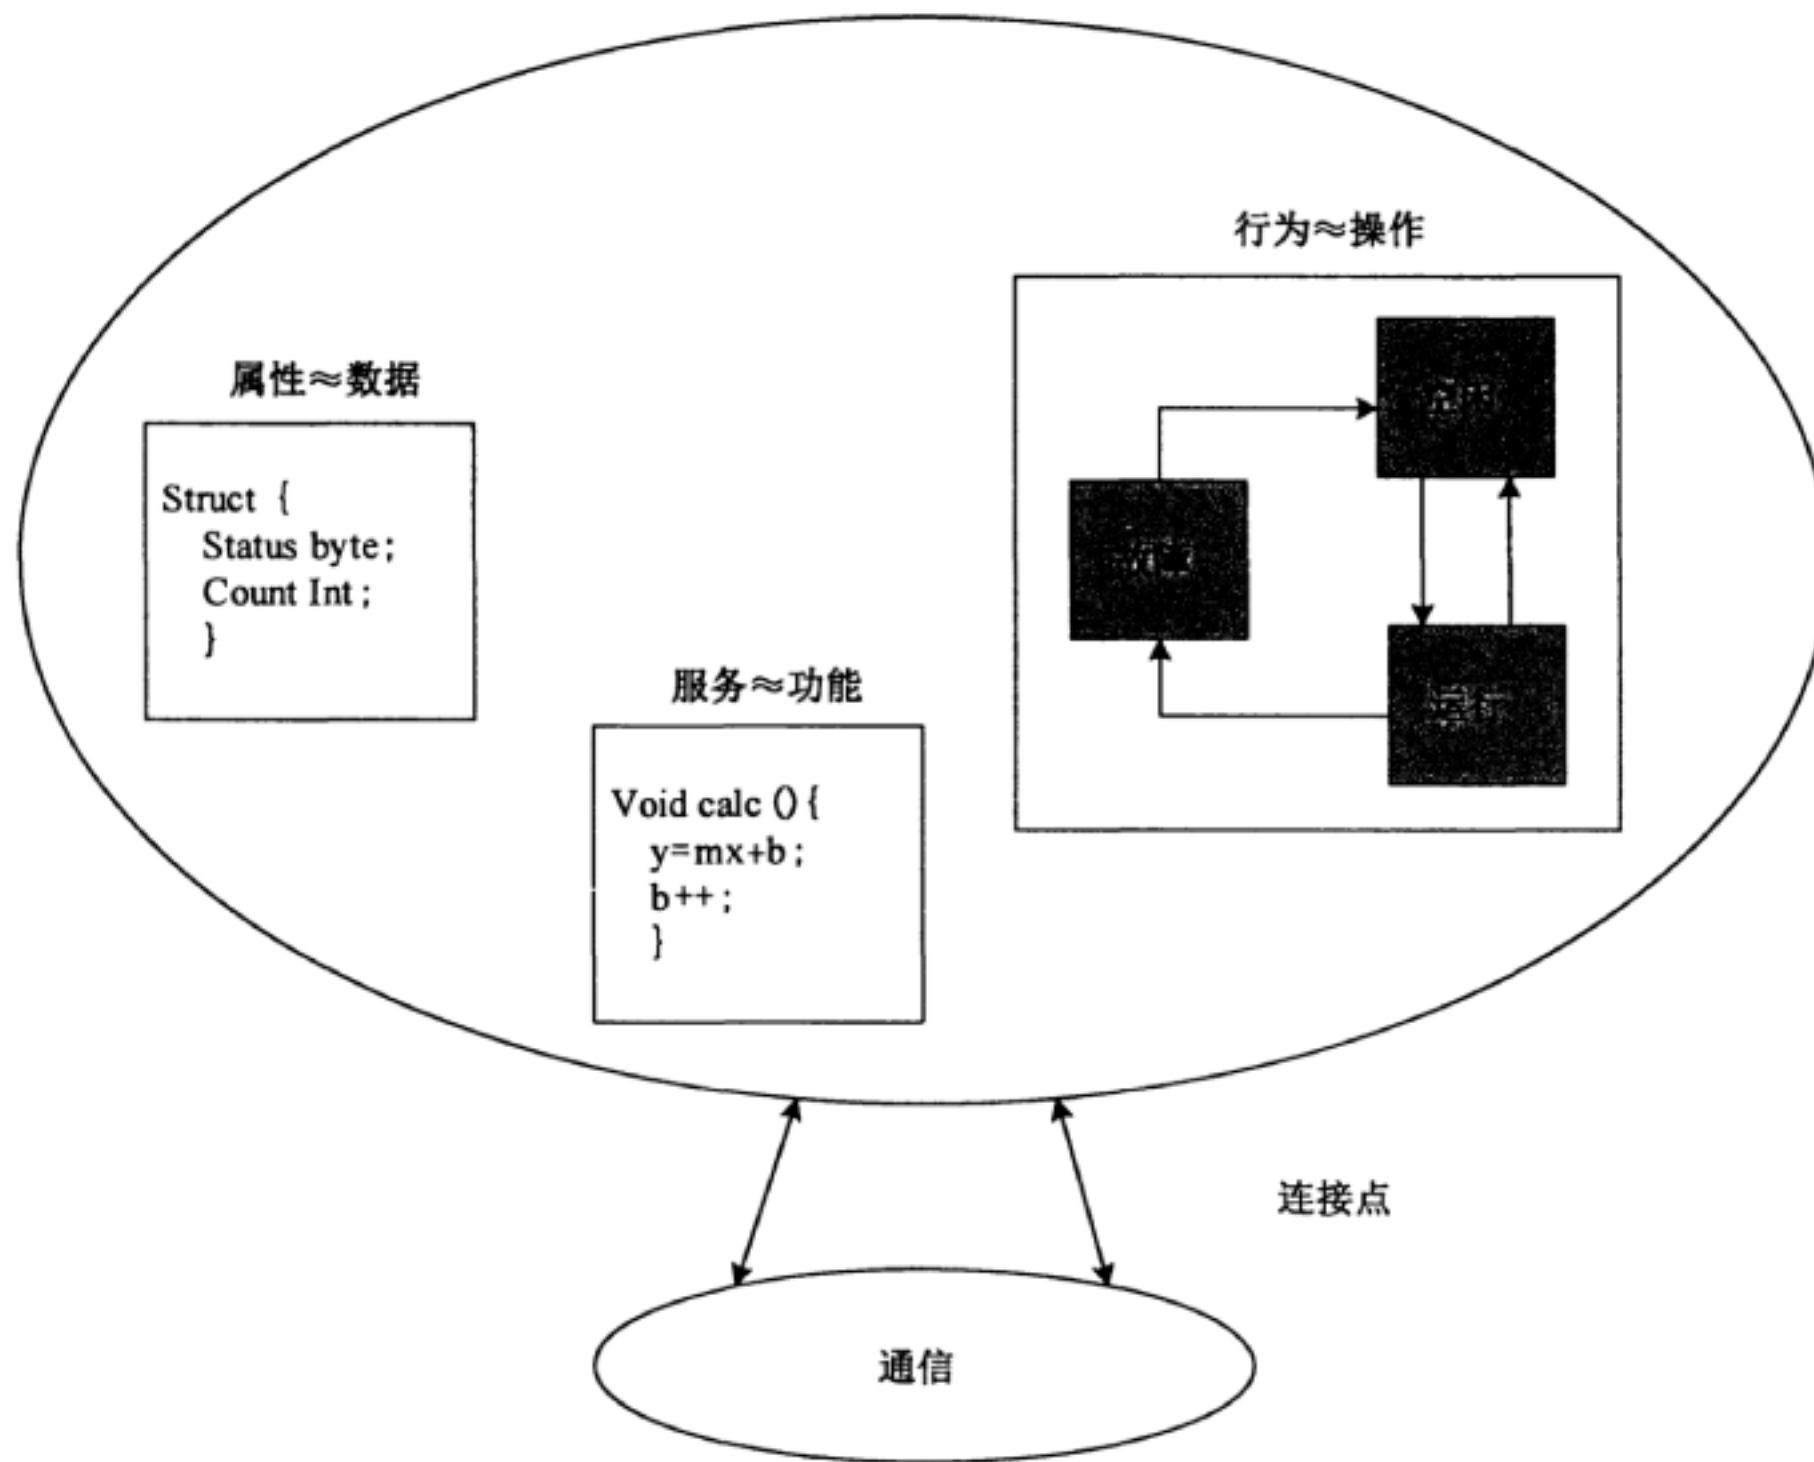 行为≈操作
属性≈数据
Struct {
Status byte;
Count Int;
}
服务≈功能
Void calc () {
y=mx+b;
b++;
}
连接点
通信